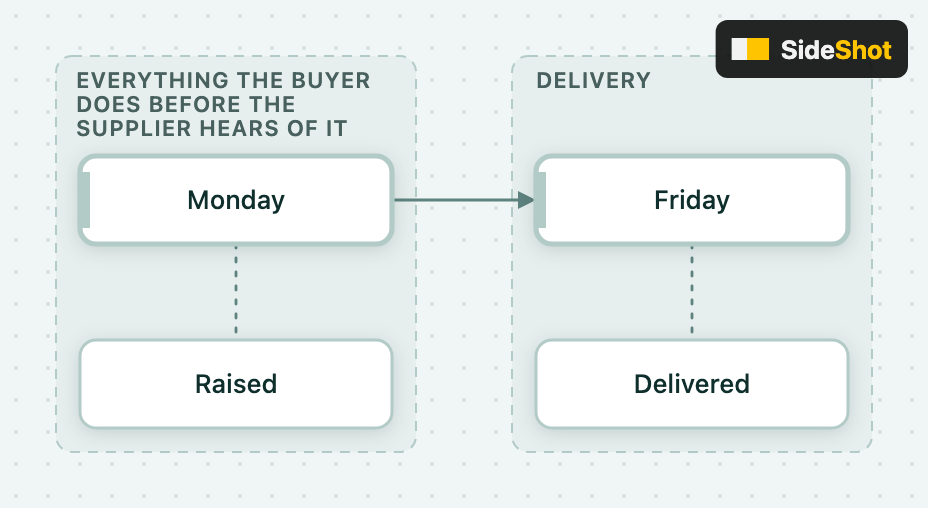 EVERYTHING THE BUYER
DOES BEFORE THE
SUPPLIER HEARS OF IT
Monday
Raised
DELIVERY
Friday
Delivered
SideShot